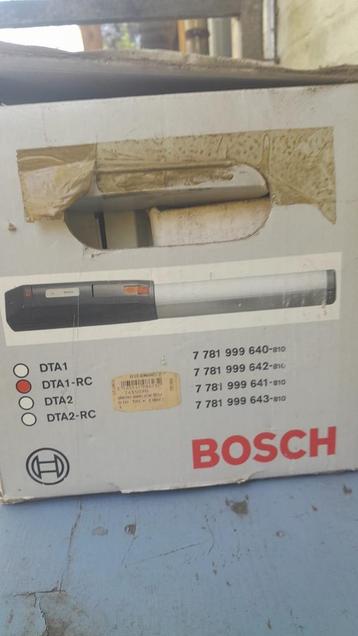 DTA1
DTA1-RC
DTA2
DTA2-RC
7 781 999 640-810
7 781 999 642-810
7 781 999 641-810
7 781 999 643-810
BOSCH